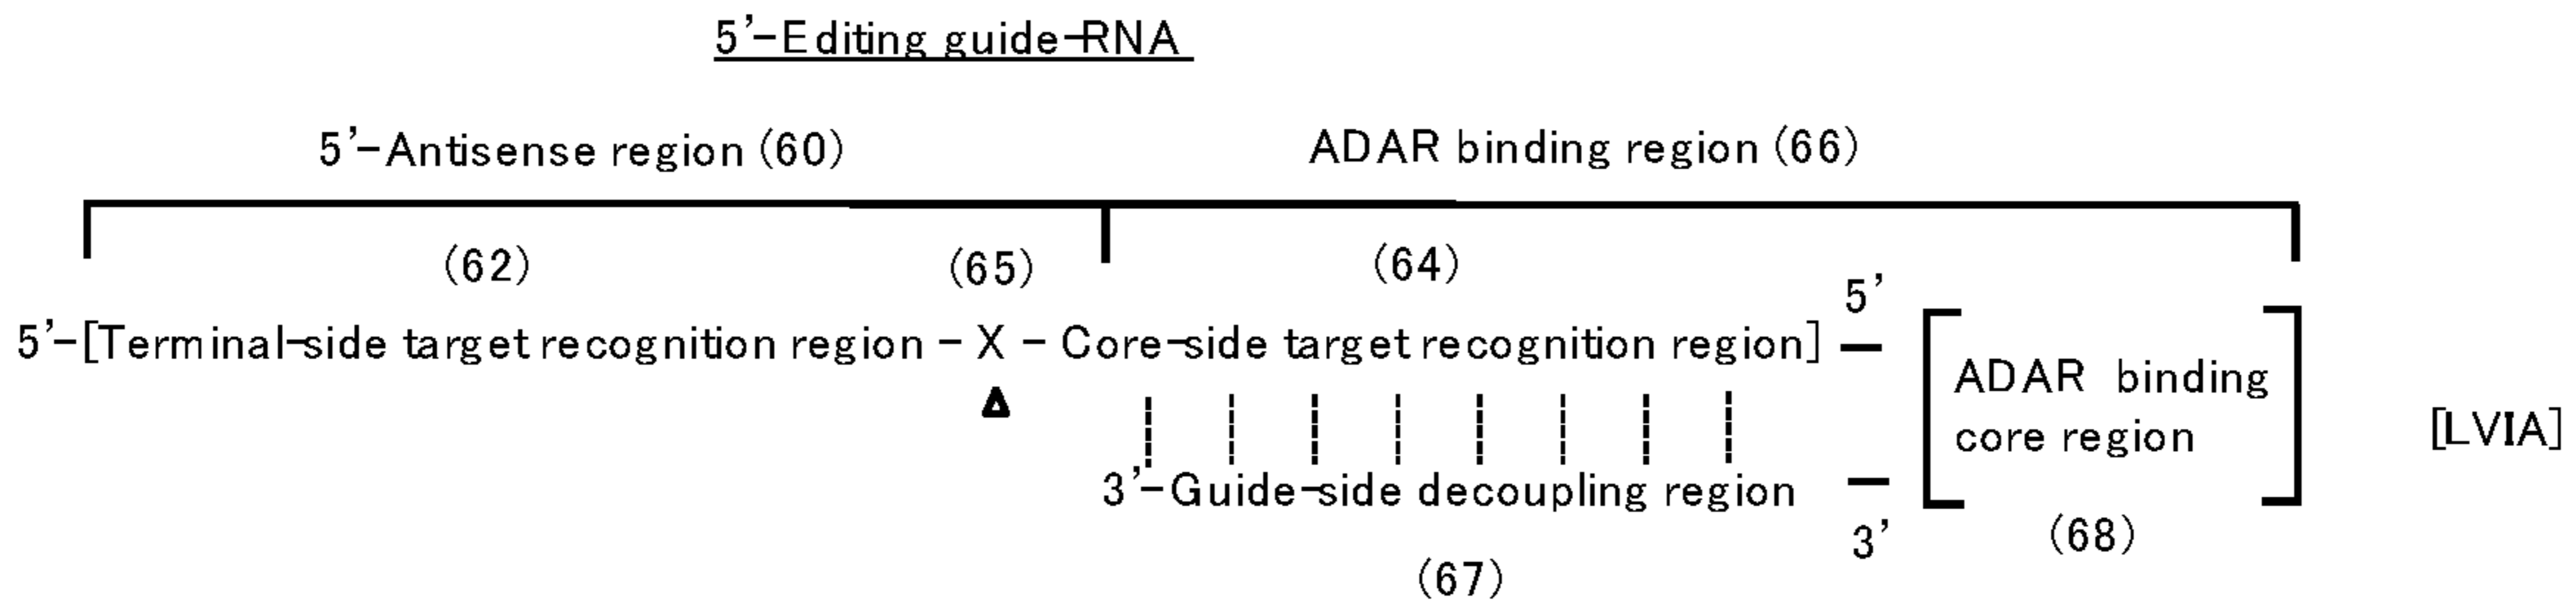 5'-Editing guide-RNA
5'-Antisense region (60) ADAR binding region (66)
(62) (65) (64)
5'
5'-[Terminal-side target recognition region - X - Core-side target recognition region] —
Δ
ADAR binding
core region
[LVIA]
3'-Guide-side decoupling region —
3'
(68)
(67)